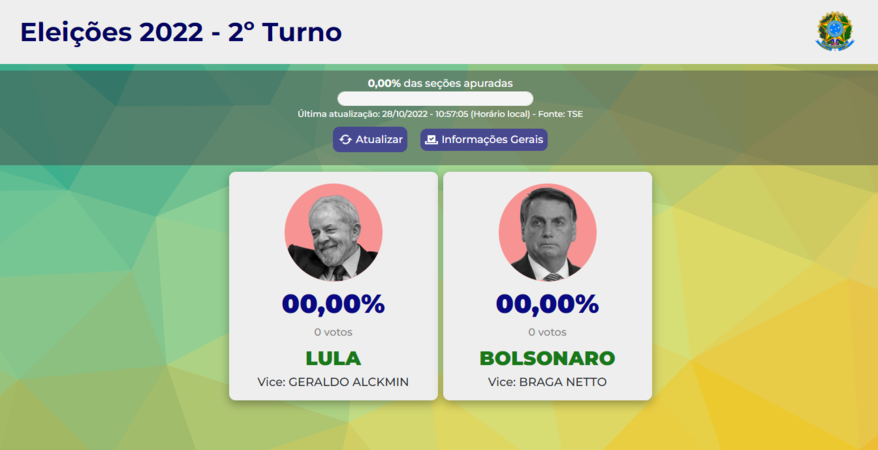 Eleições 2022 - 2º Turno
0,00% das seções apuradas
Última atualização: 28/10/2022 - 10:57:05 (Horário local) - Fonte: TSE
Atualizar Informações Gerais
00,00% 00,00%
0 votos 0 votos
LULA BOLSONARO
Vice: GERALDO ALCKMIN Vice: BRAGA NETTO